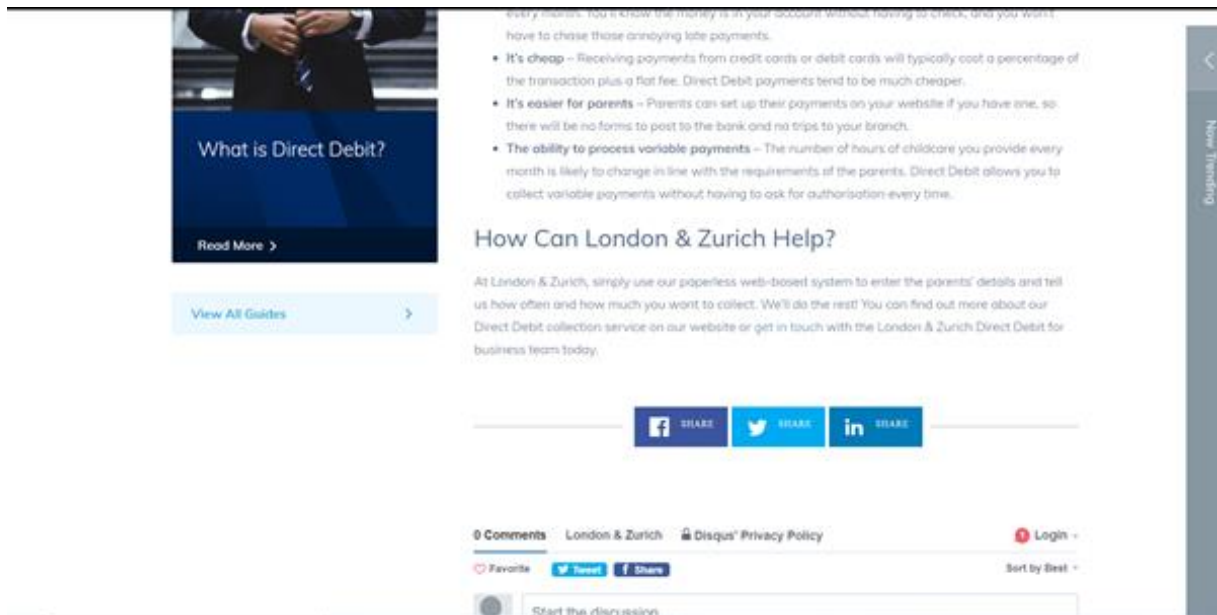 every month. You'll know the money is in your account without having to check, and you won't
have to chase those annoying late payments.
• It's cheap – Receiving payments from credit cards or debit cards will typically cost a percentage of
the transaction plus a flat fee. Direct Debit payments tend to be much cheaper.
• It's easier for parents – Parents can set up their payments on your website if you have one, so
there will be no forms to post to the bank and no trips to your branch.
• The ability to process variable payments – The number of hours of childcare you provide every
month is likely to change in line with the requirements of the parents. Direct Debit allows you to
collect variable payments without having to ask for authorisation every time.
What is Direct Debit?
Read More >
View All Guides >
How Can London & Zurich Help?
At London & Zurich, simply use our paperless web-based system to enter the parents' details and tell
us how often and how much you want to collect. We'll do the rest! You can find out more about our
Direct Debit collection service on our website or get in touch with the London & Zurich Direct Debit for
business team today.
SHARE SHARE in SHARE
0 Comments London & Zurich Disqus' Privacy Policy Login
Favorite Tweet f Share Sort by Best
Start the discussion
Now Trending